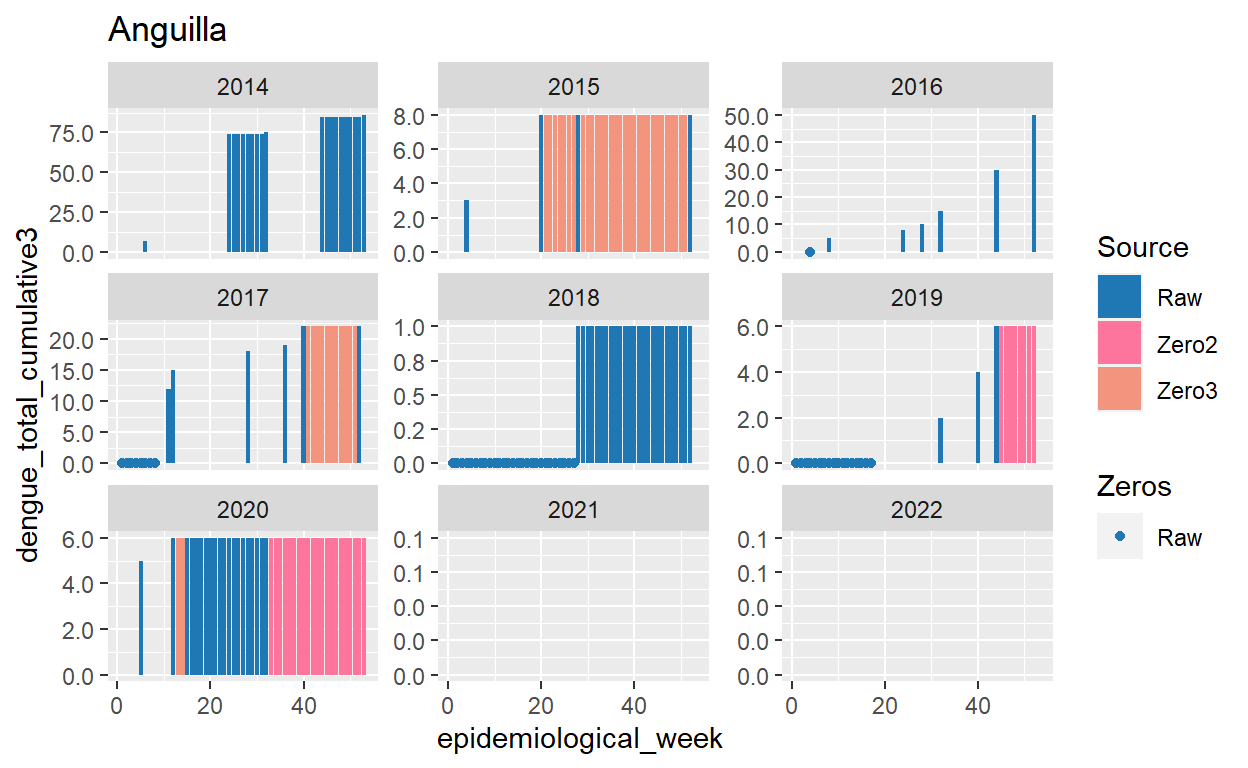 Anguilla
2014 2015 2016
75.0 50.0 25.0 0.0
8.0 6.0 4.0 2.0 0.0
50.0 40.0 30.0 20.0 10.0 0.0
2017 2018 2019
20.0 15.0 10.0 5.0 0.0
1.0 0.8 0.5 0.2 0.0
6.0 4.0 2.0 0.0
2020 2021 2022
6.0 4.0 2.0 0.0
0.1 0.1 0.0 0.0 0.0
0.1 0.1 0.0 0.0 0.0
0 20 40 0 20 40 0 20 40
epidemiological_week
dengue_total_cumulative3
Source
Raw
Zero2
Zero3
Zeros
Raw